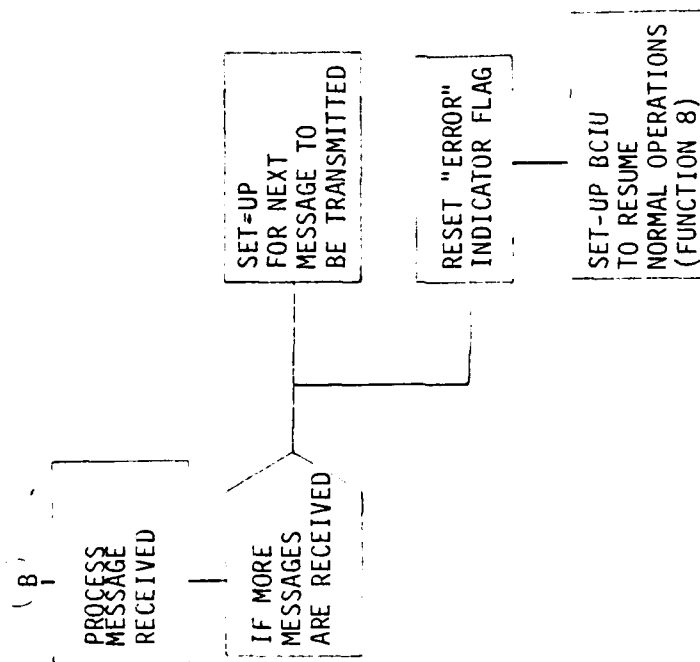 B
PROCESS
MESSAGE
RECEIVED
IF MORE
MESSAGES
ARE RECEIVED
SET=UP
FOR NEXT
MESSAGE TO
BE TRANSMITTED
RESET "ERROR"
INDICATOR FLAG
SET-UP BCIU
TO RESUME
NORMAL OPERATIONS
(FUNCTION 8)